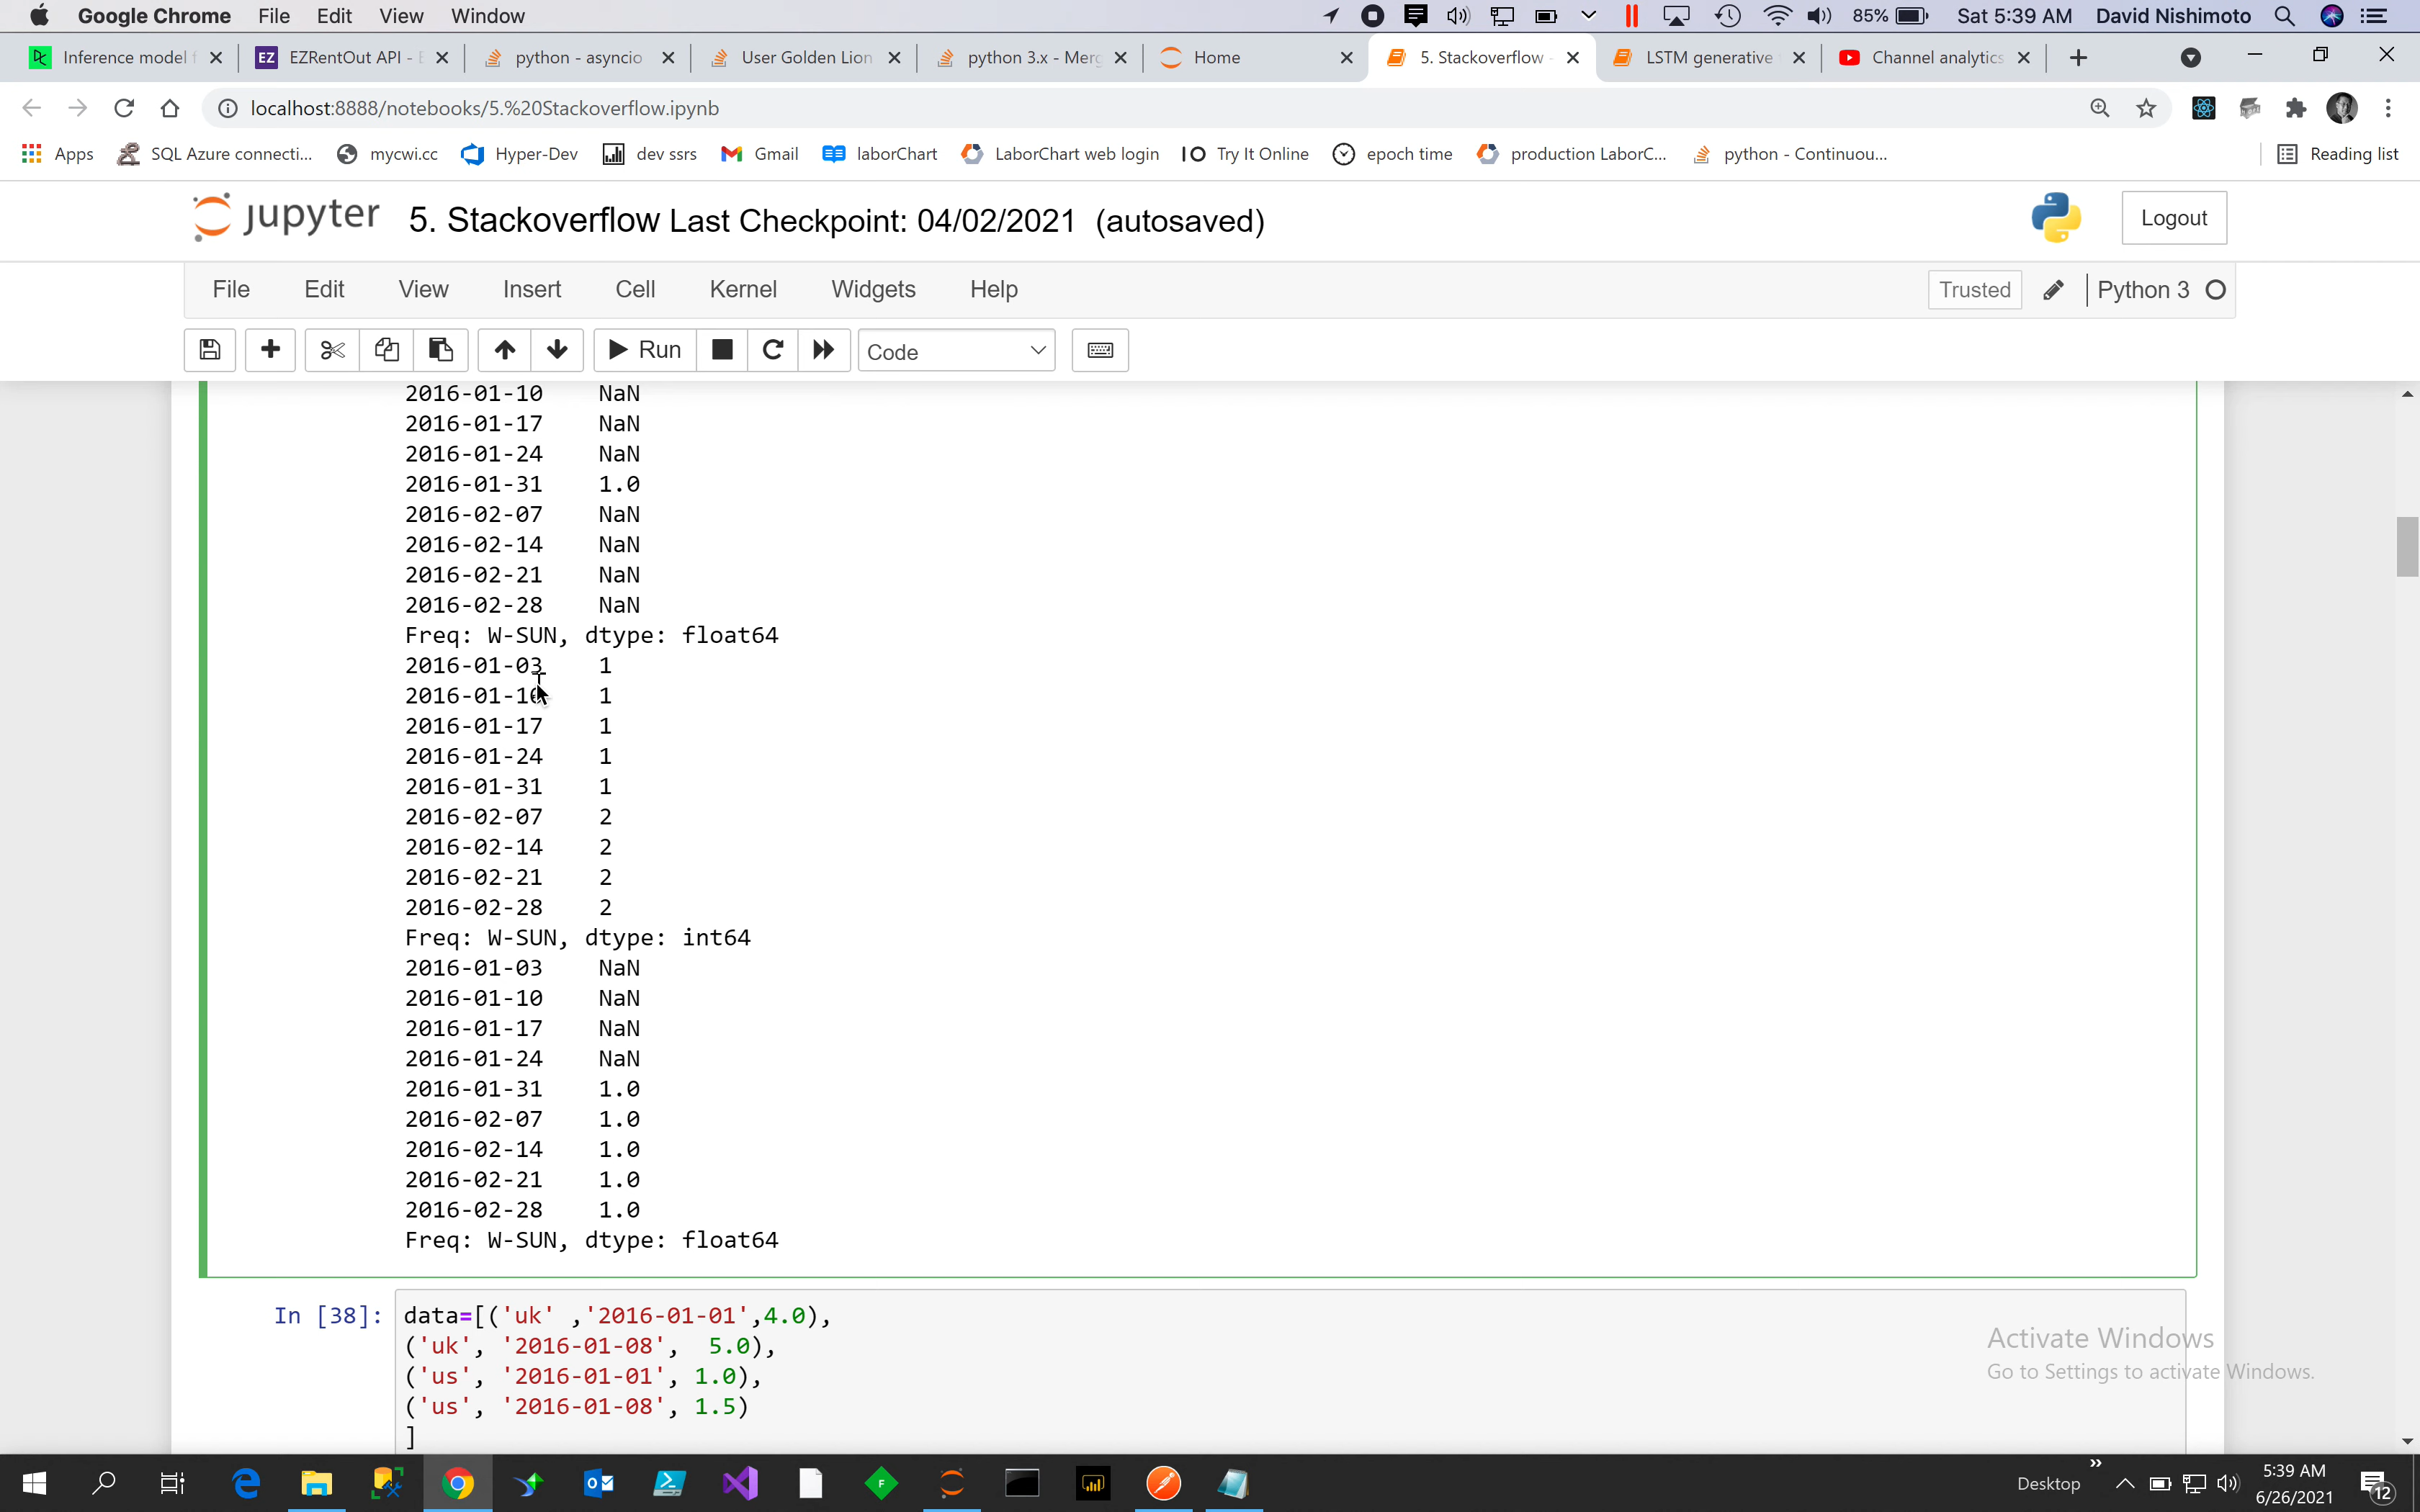 Google Chrome File Edit View Window 85% Sat 5:39 AM David Nishimoto
Inference model f EZ EZRentOut API - E python - asyncio User Golden Lion python 3.x - Merg Home 5. Stackoverflow - LSTM generative Channel analytics
localhost:8888/notebooks/5.%20Stackoverflow.ipynb
Apps SQL Azure connecti... mycwi.cc Hyper-Dev dev ssrs Gmail laborChart LaborChart web login Try It Online epoch time production LaborC... python - Continuou... Reading list
jupyter 5. Stackoverflow Last Checkpoint: 04/02/2021 (autosaved) Logout
File Edit View Insert Cell Kernel Widgets Help Trusted Python 3
Run Code
2016-01-10 NaN
2016-01-17 NaN
2016-01-24 NaN
2016-01-31 1.0
2016-02-07 NaN
2016-02-14 NaN
2016-02-21 NaN
2016-02-28 NaN
Freq: W-SUN, dtype: float64
2016-01-03 1
2016-01-10 1
2016-01-17 1
2016-01-24 1
2016-01-31 1
2016-02-07 2
2016-02-14 2
2016-02-21 2
2016-02-28 2
Freq: W-SUN, dtype: int64
2016-01-03 NaN
2016-01-10 NaN
2016-01-17 NaN
2016-01-24 NaN
2016-01-31 1.0
2016-02-07 1.0
2016-02-14 1.0
2016-02-21 1.0
2016-02-28 1.0
Freq: W-SUN, dtype: float64
In [38]: data=[('uk' ,'2016-01-01',4.0),
('uk', '2016-01-08', 5.0),
('us', '2016-01-01', 1.0),
('us', '2016-01-08', 1.5)
]
Activate Windows
Go to Settings to activate Windows.
Desktop 5:39 AM
6/26/2021 12